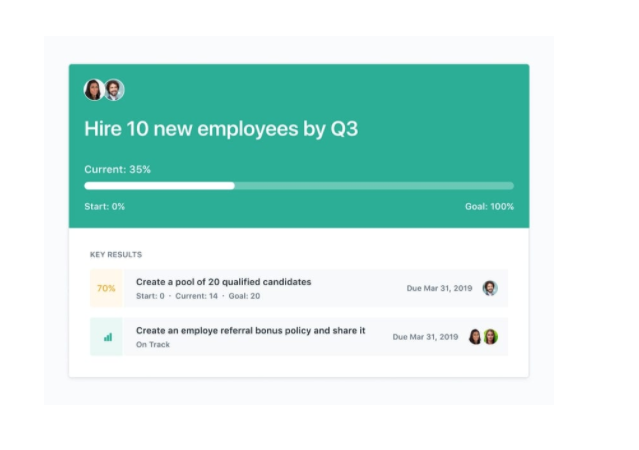 Hire 10 new employees by Q3
Current: 35%
Start: 0% Goal: 100%
KEY RESULTS
70%
Create a pool of 20 qualified candidates
Start: 0 · Current: 14 · Goal: 20
Due Mar 31, 2019
Create an employe referral bonus policy and share it
On Track
Due Mar 31, 2019